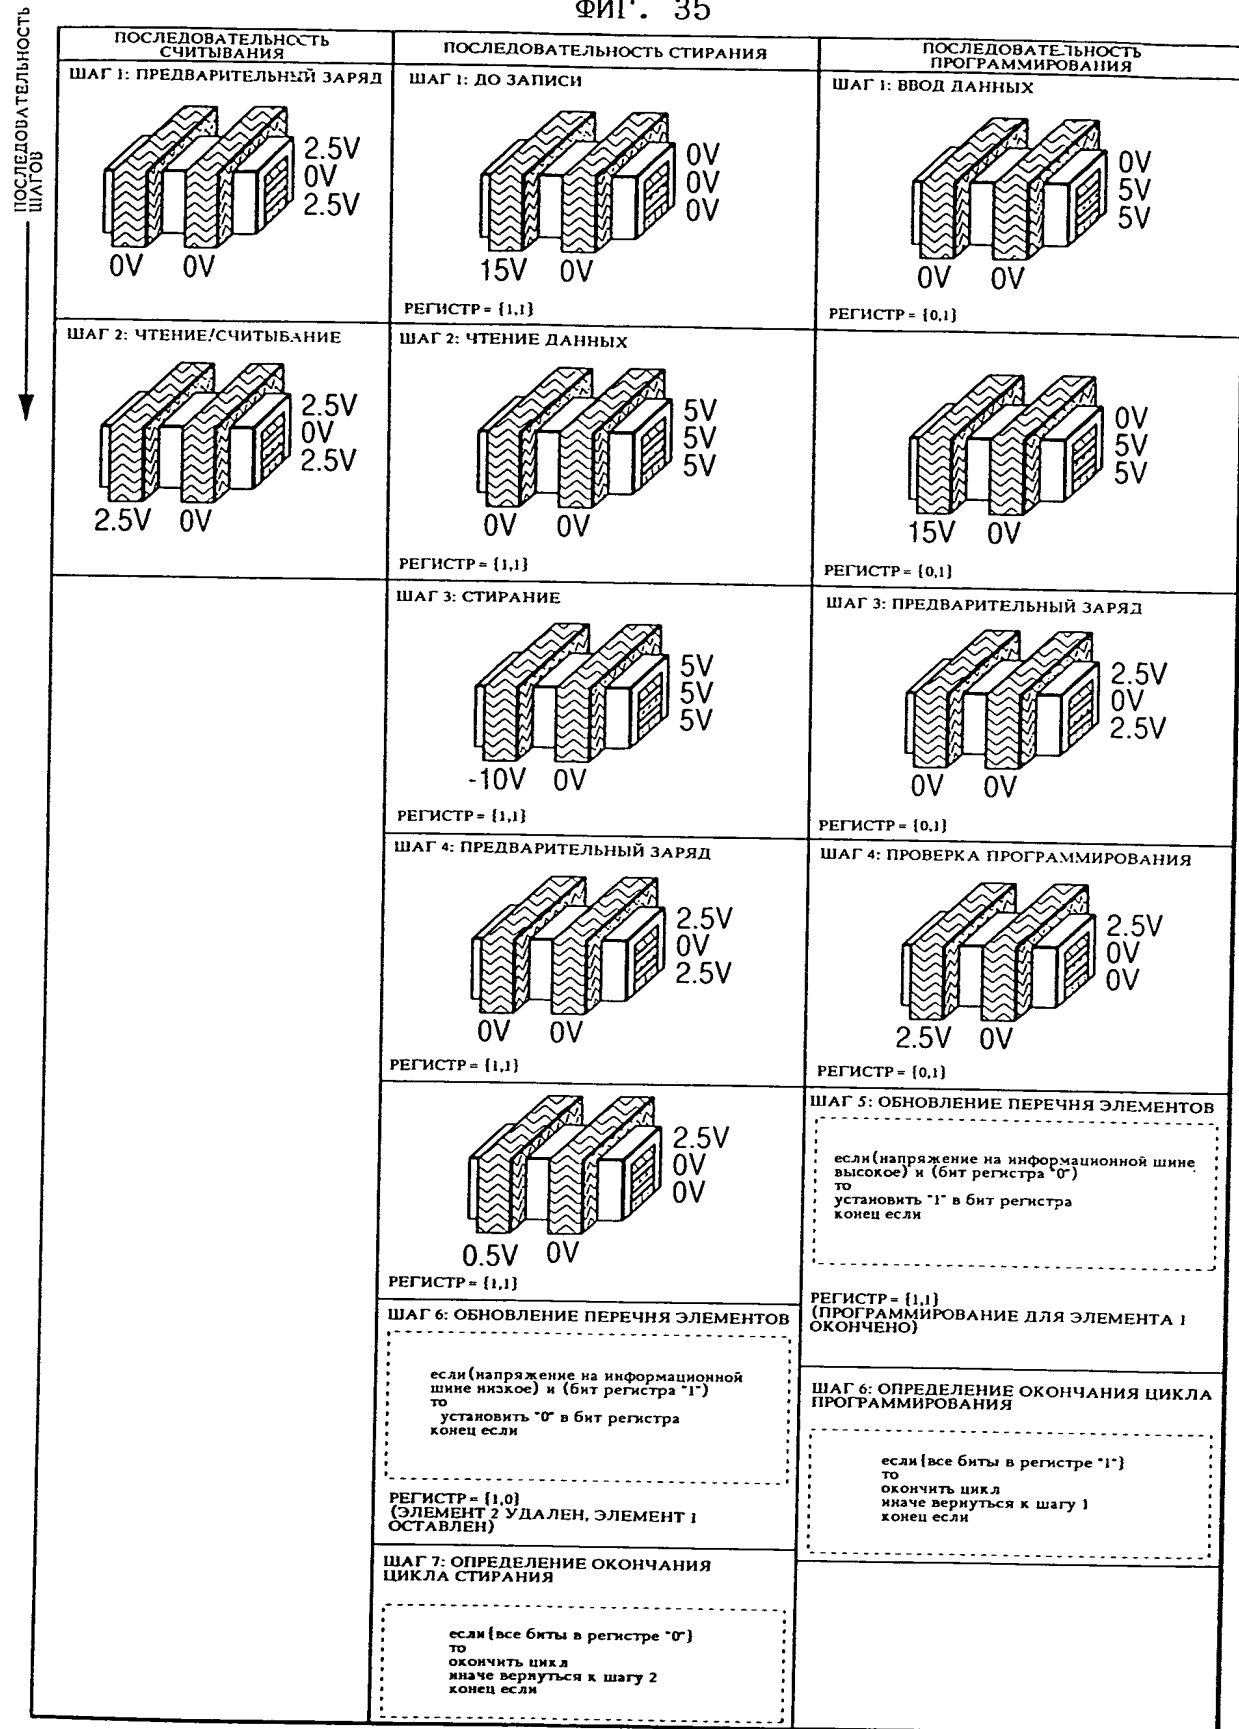 ФИГ. 35
ПОСЛЕДОВАТЕЛЬНОСТЬ
ШАГОВ
ПОСЛЕДОВАТЕЛЬНОСТЬ
СЧИТЫВАНИЯ
ШАГ 1: ПРЕДВАРИТЕЛЬНЫЙ ЗАРЯД
2.5V
0V
2.5V
0V 0V
ШАГ 2: ЧТЕНИЕ/СЧИТЫВАНИЕ
2.5V
0V
2.5V
2.5V 0V
ПОСЛЕДОВАТЕЛЬНОСТЬ СТИРАНИЯ
ШАГ 1: ДО ЗАПИСИ
0V
0V
0V
15V 0V
РЕГИСТР = {1,1}
ШАГ 2: ЧТЕНИЕ ДАННЫХ
5V
5V
5V
0V 0V
РЕГИСТР = {1,1}
ШАГ 3: СТИРАНИЕ
5V
5V
5V
-10V 0V
РЕГИСТР = {1,1}
ШАГ 4: ПРЕДВАРИТЕЛЬНЫЙ ЗАРЯД
2.5V
0V
2.5V
0V 0V
РЕГИСТР = {1,1}
2.5V
0V
0V
0.5V 0V
РЕГИСТР = {1,1}
ШАГ 6: ОБНОВЛЕНИЕ ПЕРЕЧНЯ ЭЛЕМЕНТОВ
если (напряжение на информационной
шине низкое) и (бит регистра "1")
то
установить "0" в бит регистра
конец если
РЕГИСТР = {1,0}
(ЭЛЕМЕНТ 2 УДАЛЕН, ЭЛЕМЕНТ 1
ОСТАВЛЕН)
ШАГ 7: ОПРЕДЕЛЕНИЕ ОКОНЧАНИЯ
ЦИКЛА СТИРАНИЯ
если {все биты в регистре "0"}
то
окончить цикл
иначе вернуться к шагу 2
конец если
ПОСЛЕДОВАТЕЛЬНОСТЬ
ПРОГРАММИРОВАНИЯ
ШАГ 1: ВВОД ДАННЫХ
0V
5V
5V
0V 0V
РЕГИСТР = {0,1}
0V
5V
5V
15V 0V
РЕГИСТР = {0,1}
ШАГ 3: ПРЕДВАРИТЕЛЬНЫЙ ЗАРЯД
2.5V
0V
2.5V
0V 0V
РЕГИСТР = {0,1}
ШАГ 4: ПРОВЕРКА ПРОГРАММИРОВАНИЯ
2.5V
0V
0V
2.5V 0V
РЕГИСТР = {0,1}
ШАГ 5: ОБНОВЛЕНИЕ ПЕРЕЧНЯ ЭЛЕМЕНТОВ
если (напряжение на информационной шине
высокое) и (бит регистра "0")
то
установить "1" в бит регистра
конец если
РЕГИСТР = {1,1}
(ПРОГРАММИРОВАНИЕ ДЛЯ ЭЛЕМЕНТА 1
ОКОНЧЕНО)
ШАГ 6: ОПРЕДЕЛЕНИЕ ОКОНЧАНИЯ ЦИКЛА
ПРОГРАММИРОВАНИЯ
если {все биты в регистре "1"}
то
окончить цикл
иначе вернуться к шагу 1
конец если